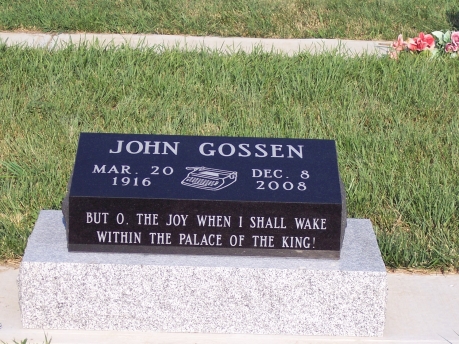 JOHN GOSSEN
MAR. 20 DEC. 8
1916 2008
BUT O, THE JOY WHEN I SHALL WAKE
WITHIN THE PALACE OF THE KING!